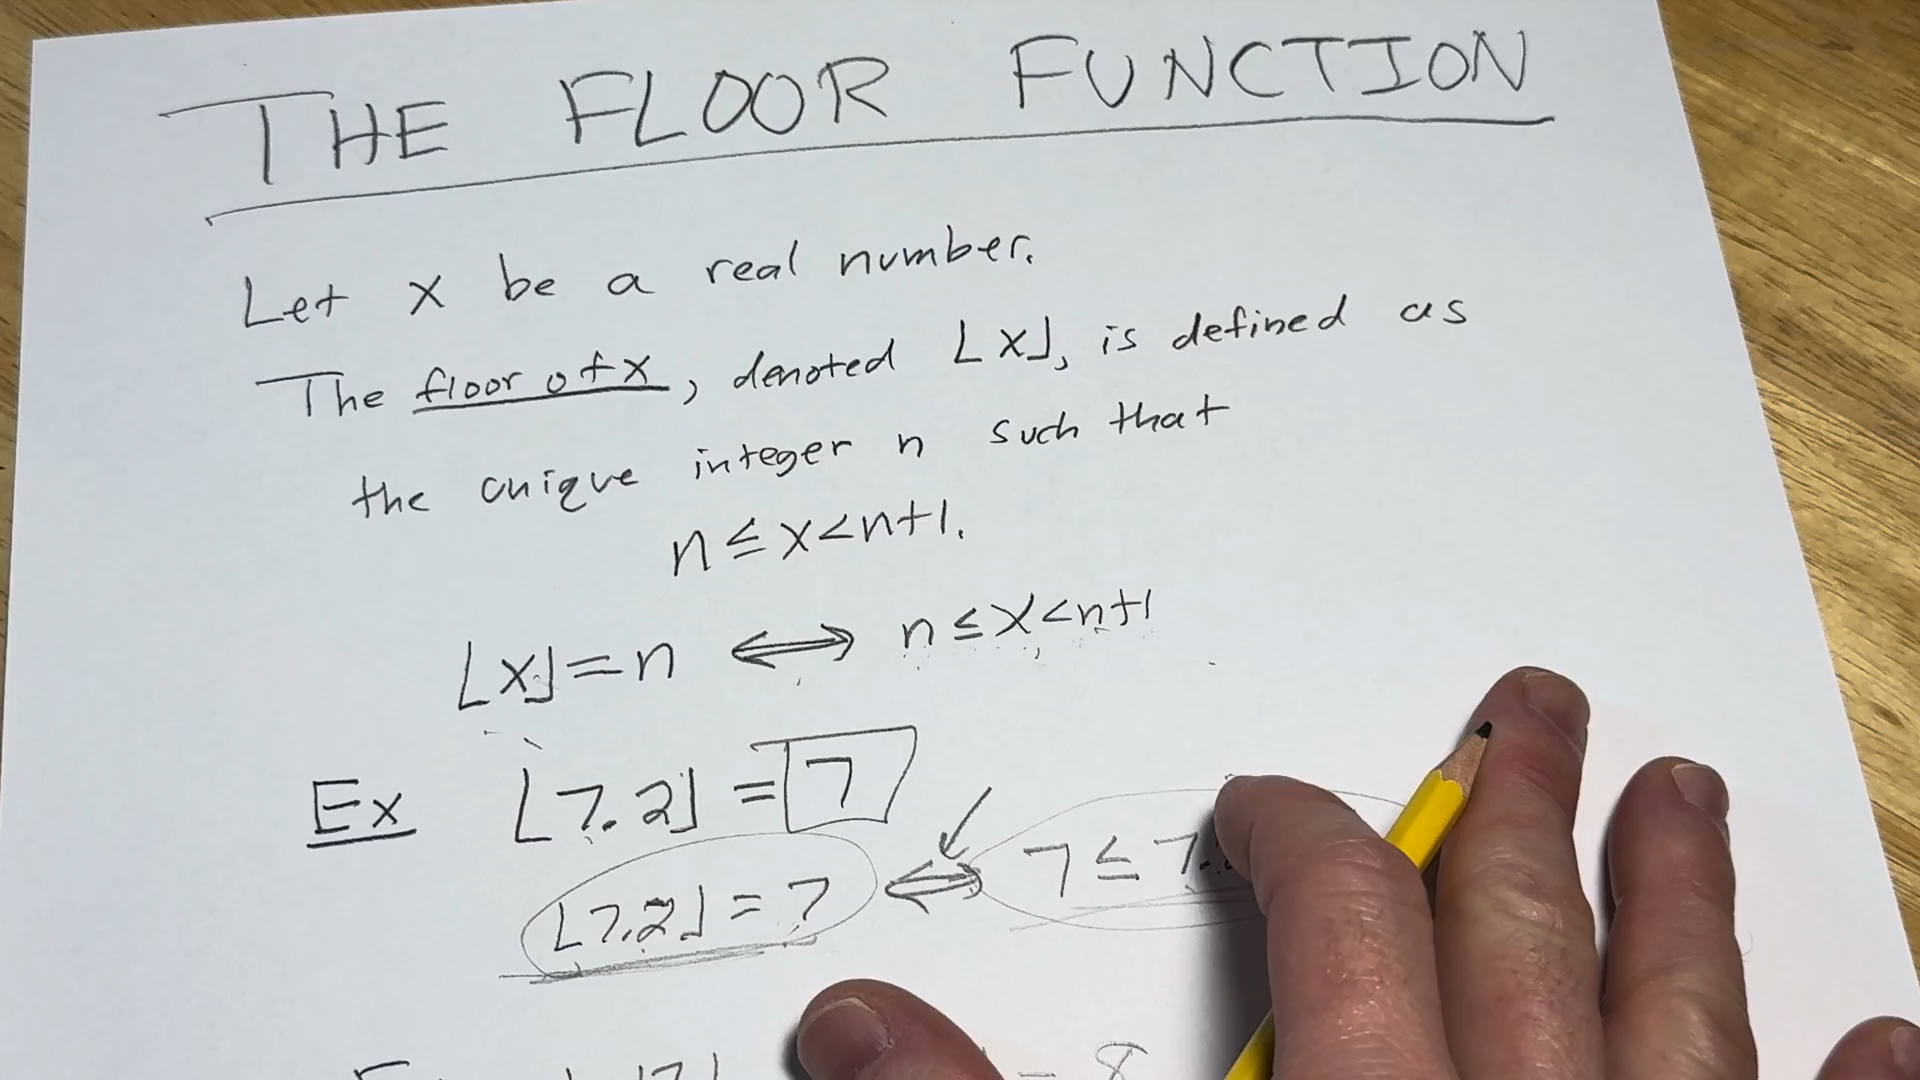 THE FLOOR FUNCTION
Let x be a real number.
The floor of x, denoted ⌊x⌋, is defined as
the unique integer n such that
n ≤ x < n+1.
⌊x⌋ = n ⟺ n ≤ x < n+1
Ex ⌊7.2⌋ = 7
⌊7.2⌋ = 7 ⟺ 7 ≤ 7.